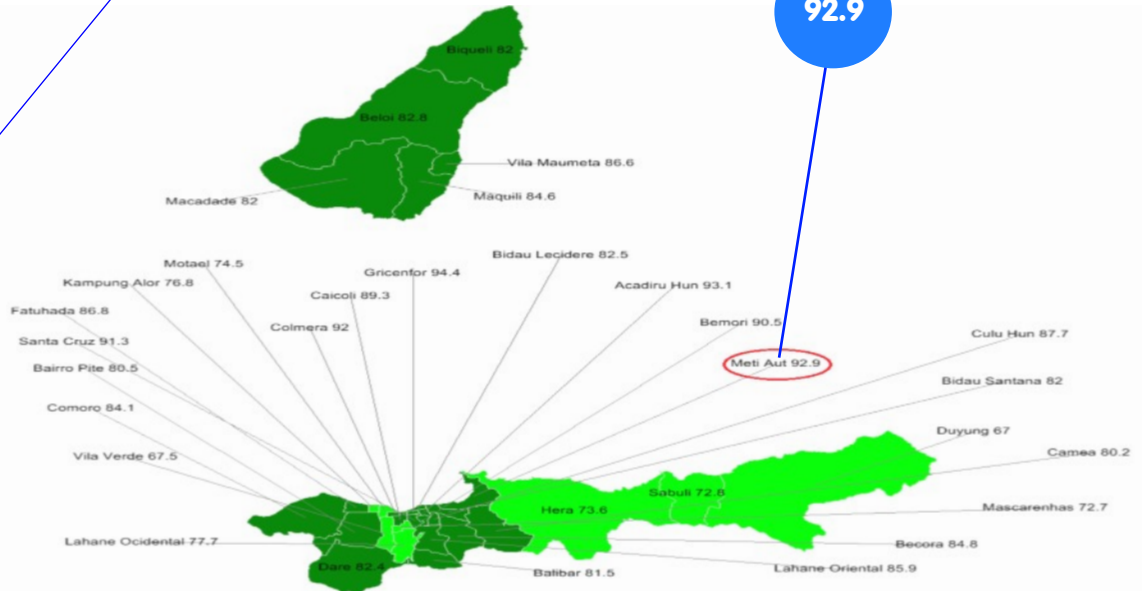 92.9
Biqueli 82
Beloi 82.8
Vila Maumeta 86.6
Maquili 84.6
Macadade 82
Bidau Lecidere 82.5
Motael 74.5
Gricenfor 94.4
Kampung Alor 76.8
Acadiru Hun 93.1
Caicoli 89.3
Fatuhada 86.8
Bemori 90.5
Colmera 92
Culu Hun 87.7
Santa Cruz 91.3
Meti Aut 92.9
Bairro Pite 80.5
Bidau Santana 82
Comoro 84.1
Duyung 67
Camea 80.2
Vila Verde 67.5
Sabuli 72.8
Mascarenhas 72.7
Hera 73.6
Lahane Ocidental 77.7
Becora 84.8
Dare 82.4
Lahane Oriental 85.9
Balibar 81.5